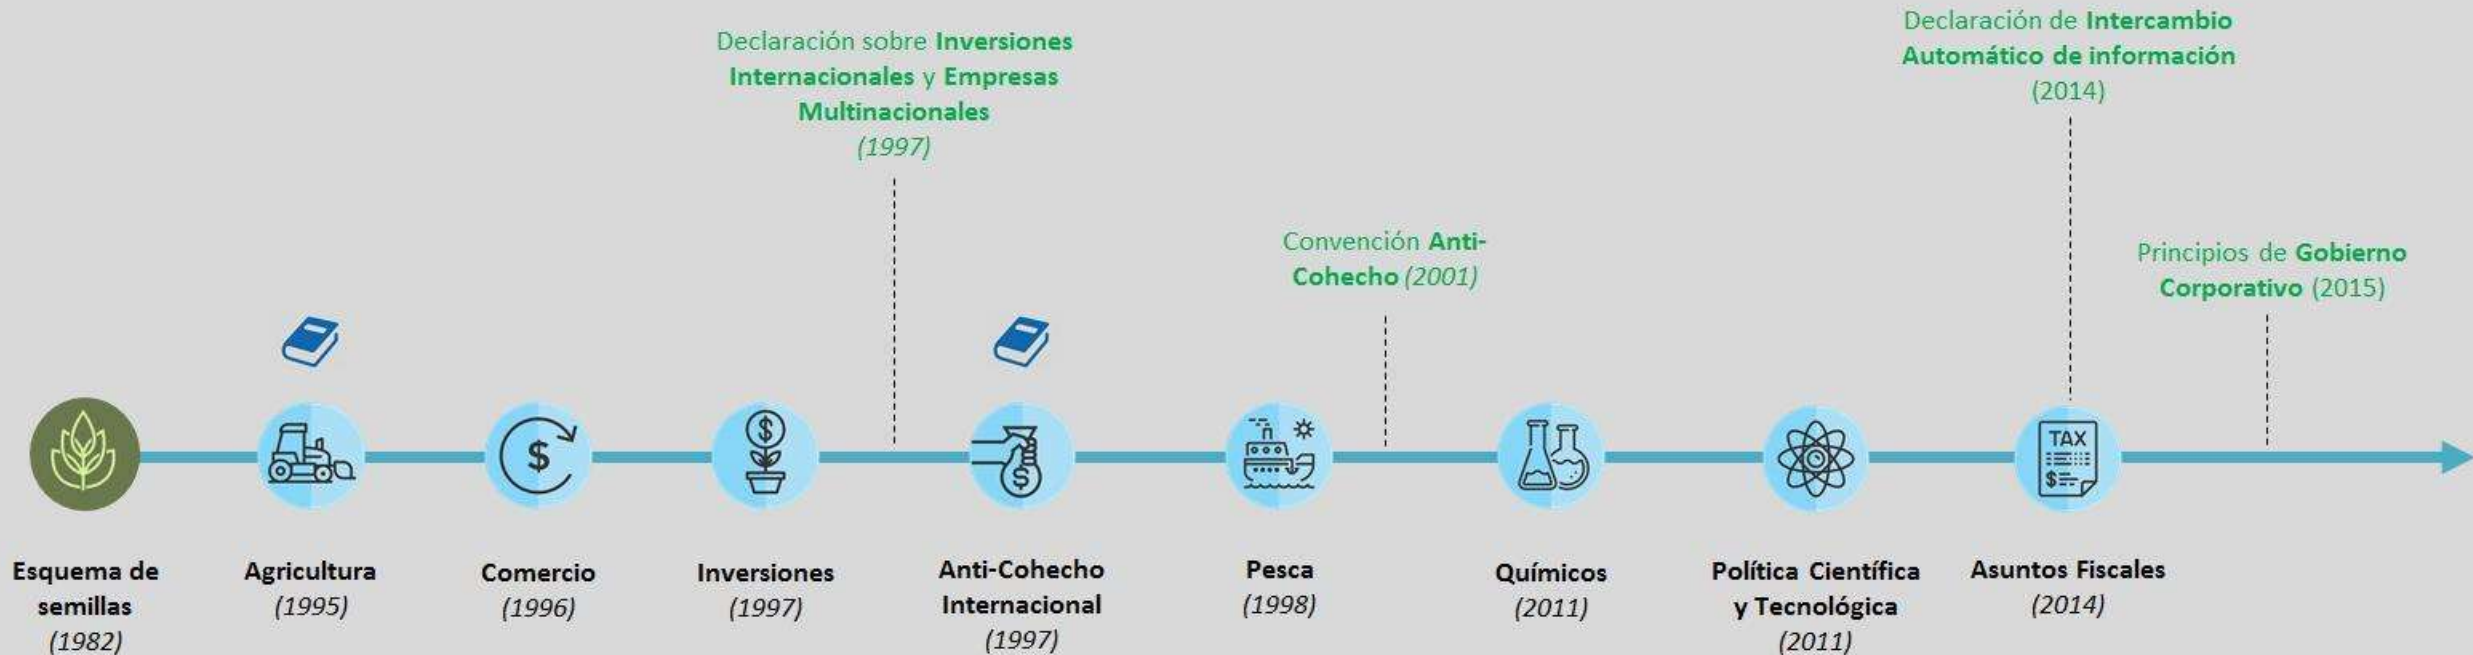 Declaración sobre Inversiones
Internacionales y Empresas
Multinacionales
(1997)
Declaración de Intercambio
Automático de información
(2014)
Convención Anti-
Cohecho (2001)
Principios de Gobierno
Corporativo (2015)
$
$
$
TAX
$
Esquema de
semillas
(1982)
Agricultura
(1995)
Comercio
(1996)
Inversiones
(1997)
Anti-Cohecho
Internacional
(1997)
Pesca
(1998)
Químicos
(2011)
Política Científica
y Tecnológica
(2011)
Asuntos Fiscales
(2014)